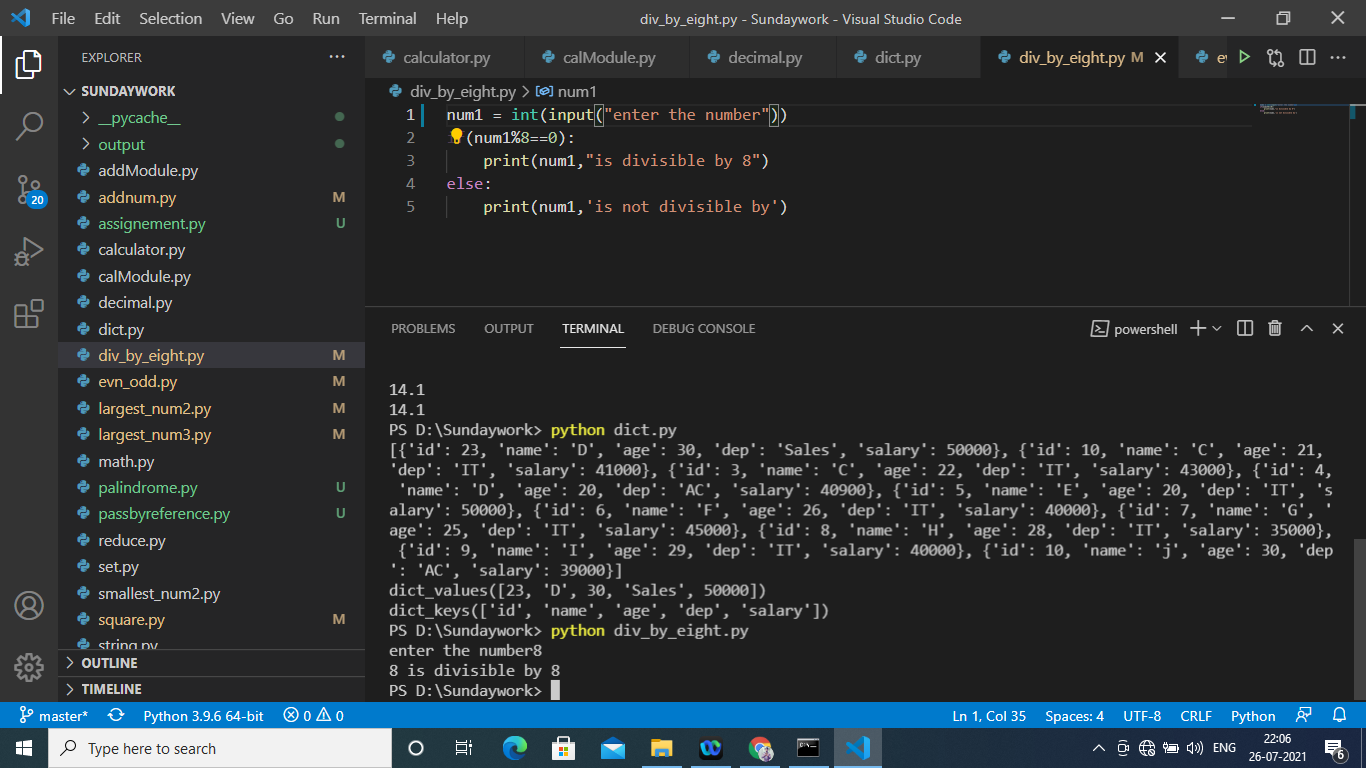 File Edit Selection View Go Run Terminal Help
div_by_eight.py - Sundaywork - Visual Studio Code
EXPLORER
SUNDAYWORK
__pycache__
output
addModule.py
addnum.py M
assignement.py U
calculator.py
calModule.py
decimal.py
dict.py
div_by_eight.py M
evn_odd.py M
largest_num2.py M
largest_num3.py M
math.py
palindrome.py U
passbyreference.py U
reduce.py
set.py
smallest_num2.py
square.py M
string.py
OUTLINE
TIMELINE
20
calculator.py calModule.py decimal.py dict.py div_by_eight.py M
div_by_eight.py > num1
1 num1 = int(input("enter the number"))
2 (num1%8==0):
3 print(num1,"is divisible by 8")
4 else:
5 print(num1,'is not divisible by')
PROBLEMS OUTPUT TERMINAL DEBUG CONSOLE
powershell
14.1
14.1
PS D:\Sundaywork> python dict.py
[{'id': 23, 'name': 'D', 'age': 30, 'dep': 'Sales', 'salary': 50000}, {'id': 10, 'name': 'C', 'age': 21,
'dep': 'IT', 'salary': 41000}, {'id': 3, 'name': 'C', 'age': 22, 'dep': 'IT', 'salary': 43000}, {'id': 4,
'name': 'D', 'age': 20, 'dep': 'AC', 'salary': 40900}, {'id': 5, 'name': 'E', 'age': 20, 'dep': 'IT', 's
alary': 50000}, {'id': 6, 'name': 'F', 'age': 26, 'dep': 'IT', 'salary': 40000}, {'id': 7, 'name': 'G', '
age': 25, 'dep': 'IT', 'salary': 45000}, {'id': 8, 'name': 'H', 'age': 28, 'dep': 'IT', 'salary': 35000},
{'id': 9, 'name': 'I', 'age': 29, 'dep': 'IT', 'salary': 40000}, {'id': 10, 'name': 'j', 'age': 30, 'dep
': 'AC', 'salary': 39000}]
dict_values([23, 'D', 30, 'Sales', 50000])
dict_keys(['id', 'name', 'age', 'dep', 'salary'])
PS D:\Sundaywork> python div_by_eight.py
enter the number8
8 is divisible by 8
PS D:\Sundaywork>
master* Python 3.9.6 64-bit 0 0 Ln 1, Col 35 Spaces: 4 UTF-8 CRLF Python
Type here to search
ENG
22:06
26-07-2021
6